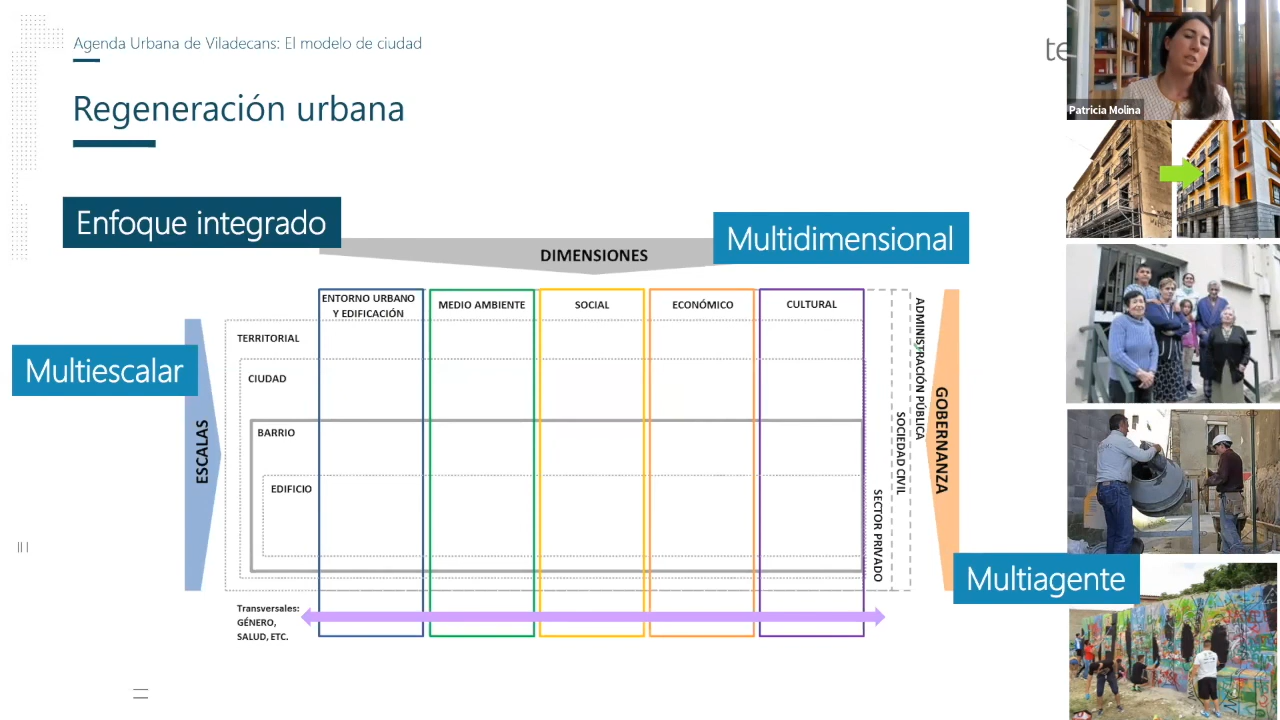 Agenda Urbana de Viladecans: El modelo de ciudad
te
Regeneración urbana
Patricia Molina
Enfoque integrado
Multidimensional
DIMENSIONES
ENTORNO URBANO
Y EDIFICACIÓN
MEDIO AMBIENTE
SOCIAL
ECONÓMICO
CULTURAL
TERRITORIAL
Multiescalar
CIUDAD
BARRIO
EDIFICIO
ESCALAS
SECTOR PRIVADO
SOCIEDAD CIVIL
ADMINISTRACIÓN PÚBLICA
GOBERNANZA
Multiagente
Transversales:
GÉNERO,
SALUD, ETC.